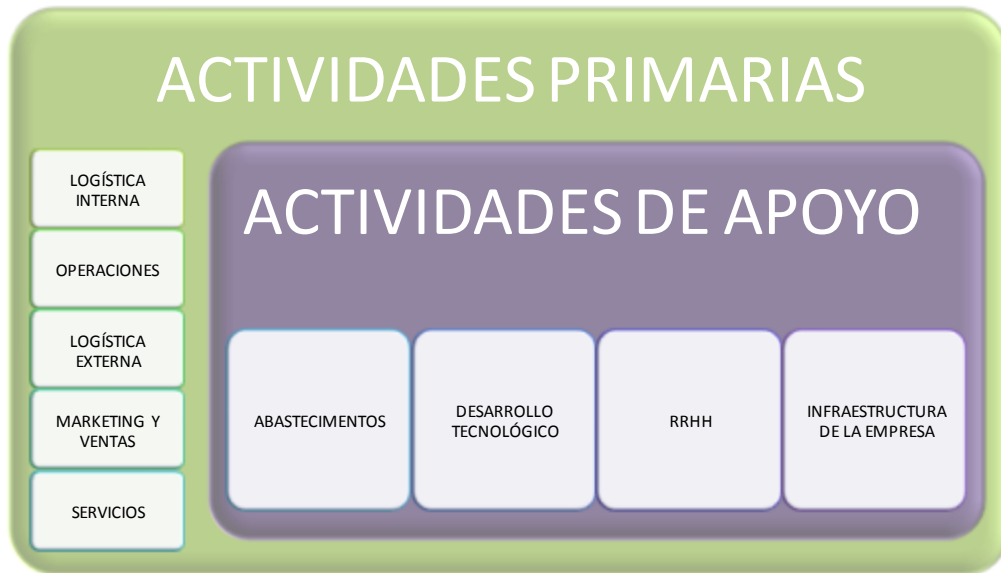 ACTIVIDADES PRIMARIAS
LOGÍSTICA
INTERNA
OPERACIONES
LOGÍSTICA
EXTERNA
MARKETING Y
VENTAS
SERVICIOS
ACTIVIDADES DE APOYO
ABASTECIMIENTOS
DESARROLLO
TECNOLÓGICO
RRHH
INFRAESTRUCTURA
DE LA EMPRESA